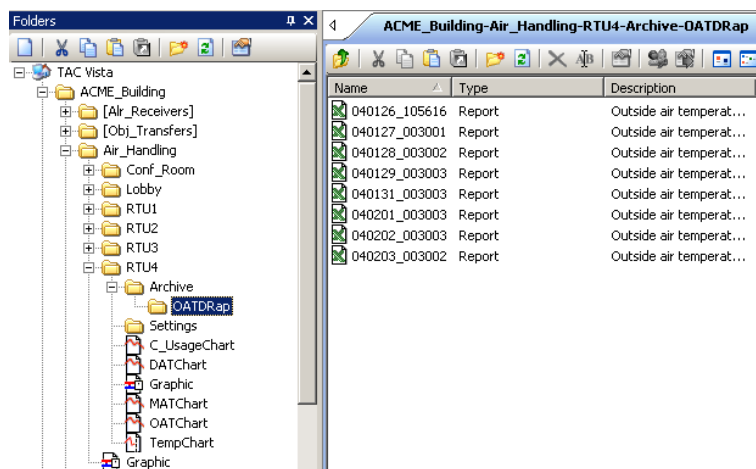 Folders
TAC Vista
ACME_Building
[Alr_Receivers]
[Obj_Transfers]
Air_Handling
Conf_Room
Lobby
RTU1
RTU2
RTU3
RTU4
Archive
OATDRap
Settings
C_UsageChart
DATChart
Graphic
MATChart
OATChart
TempChart
Graphic
ACME_Building-Air_Handling-RTU4-Archive-OATDRap
Name Type Description
040126_105616 Report Outside air temperat...
040127_003001 Report Outside air temperat...
040128_003002 Report Outside air temperat...
040129_003003 Report Outside air temperat...
040131_003003 Report Outside air temperat...
040201_003003 Report Outside air temperat...
040202_003003 Report Outside air temperat...
040203_003002 Report Outside air temperat...